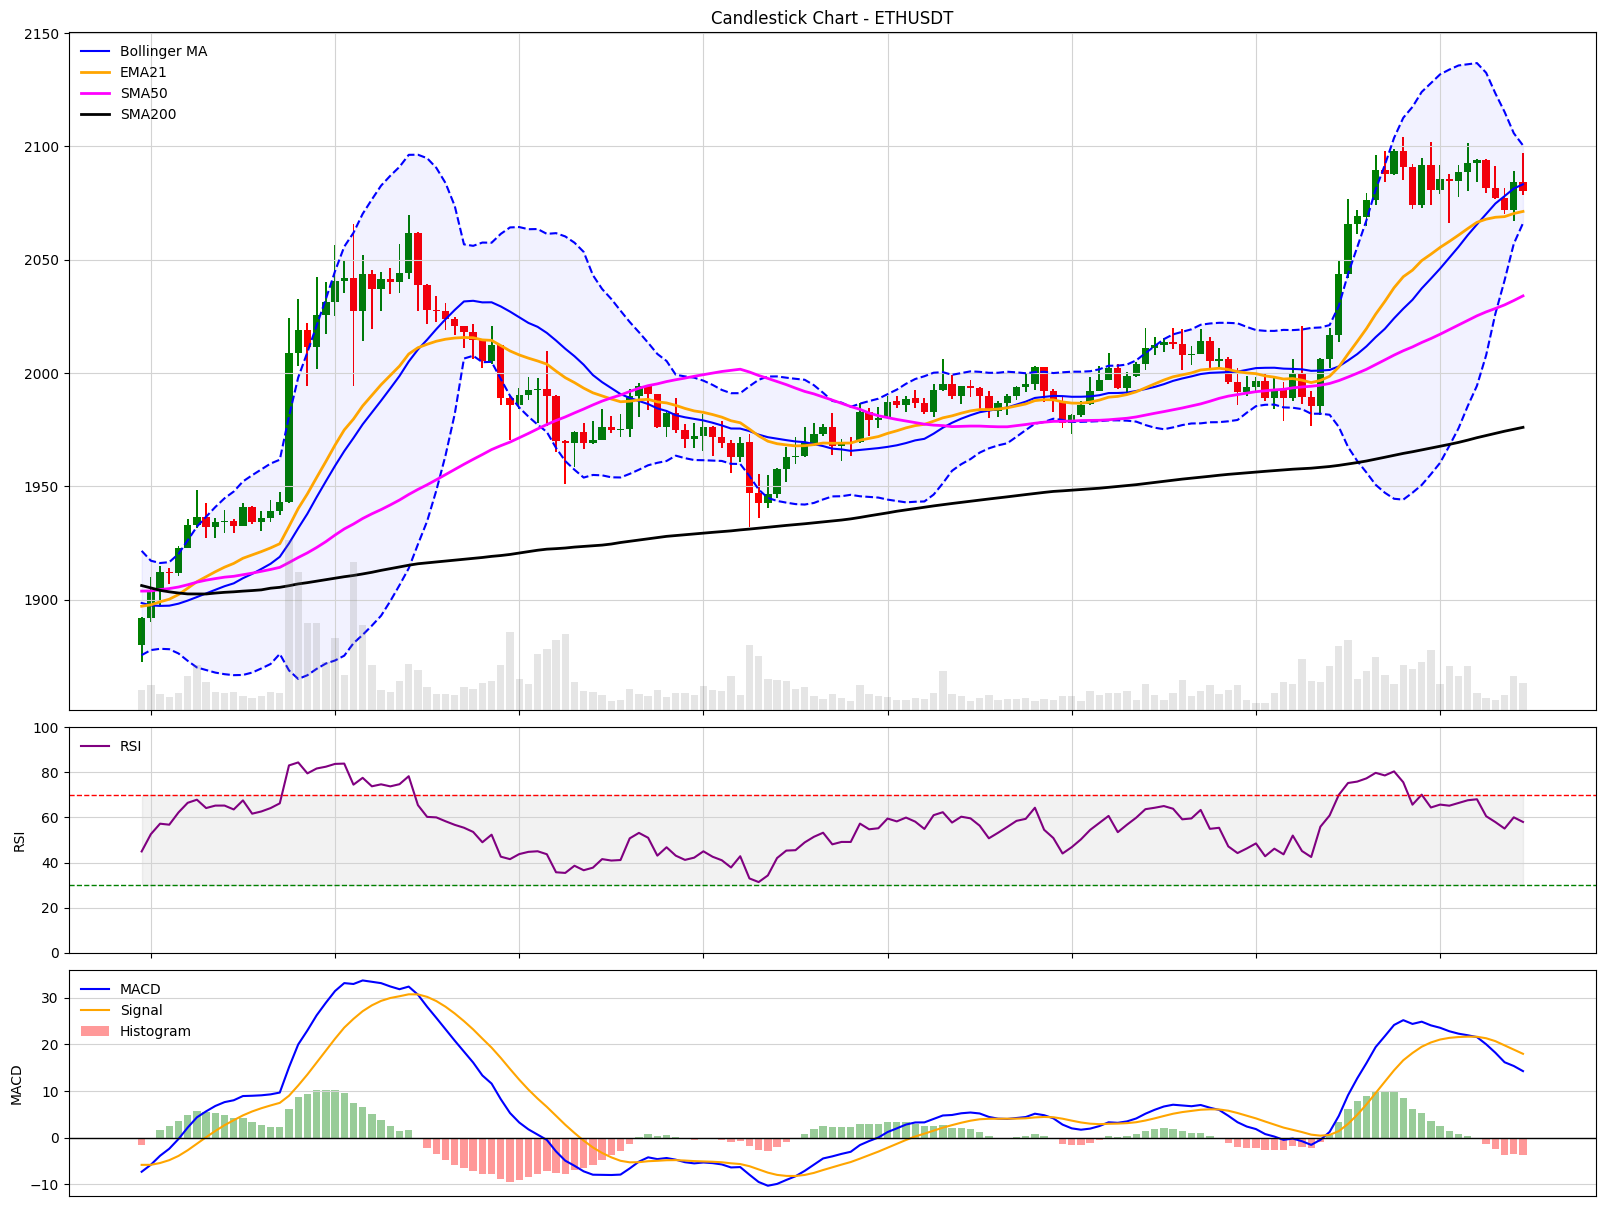 Candlestick Chart - ETHUSDT
2150
Bollinger MA
EMA21
SMA50
SMA200
2100
2050
2000
1950
1900
100
RSI
80
60
RSI
40
20
0
MACD
30
Signal
Histogram
20
MACD
10
0
−10